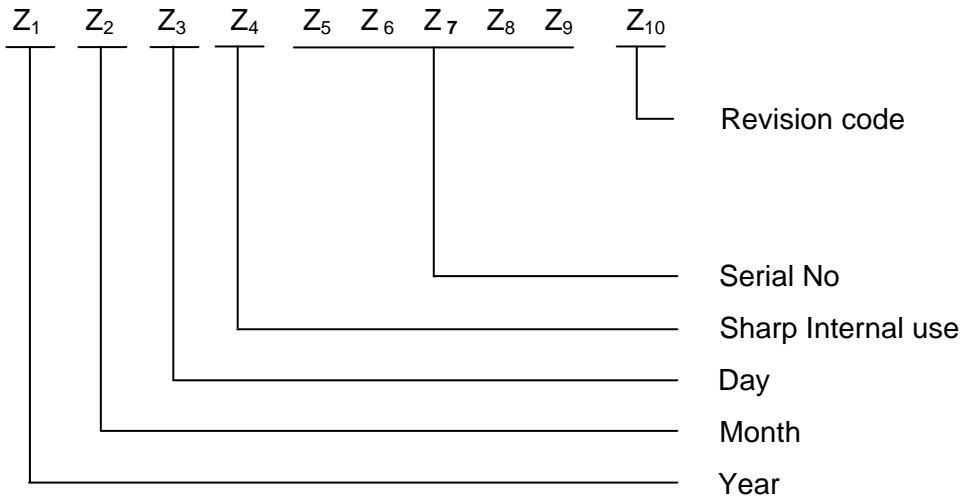 Z₁ Z₂ Z₃ Z₄ Z₅ Z₆ Z₇ Z₈ Z₉ Z₁₀
Revision code
Serial No
Sharp Internal use
Day
Month
Year